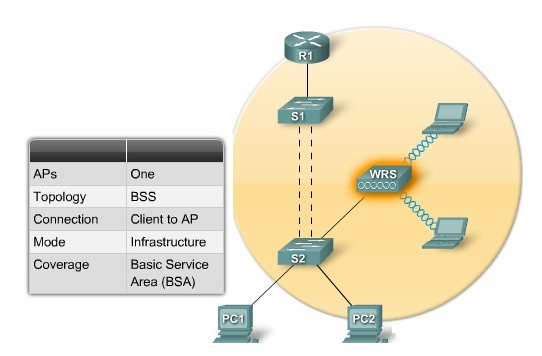 APs One
Topology BSS
Connection Client to AP
Mode Infrastructure
Coverage Basic Service
Area (BSA)
R1
S1
WRS
S2
PC1 PC2